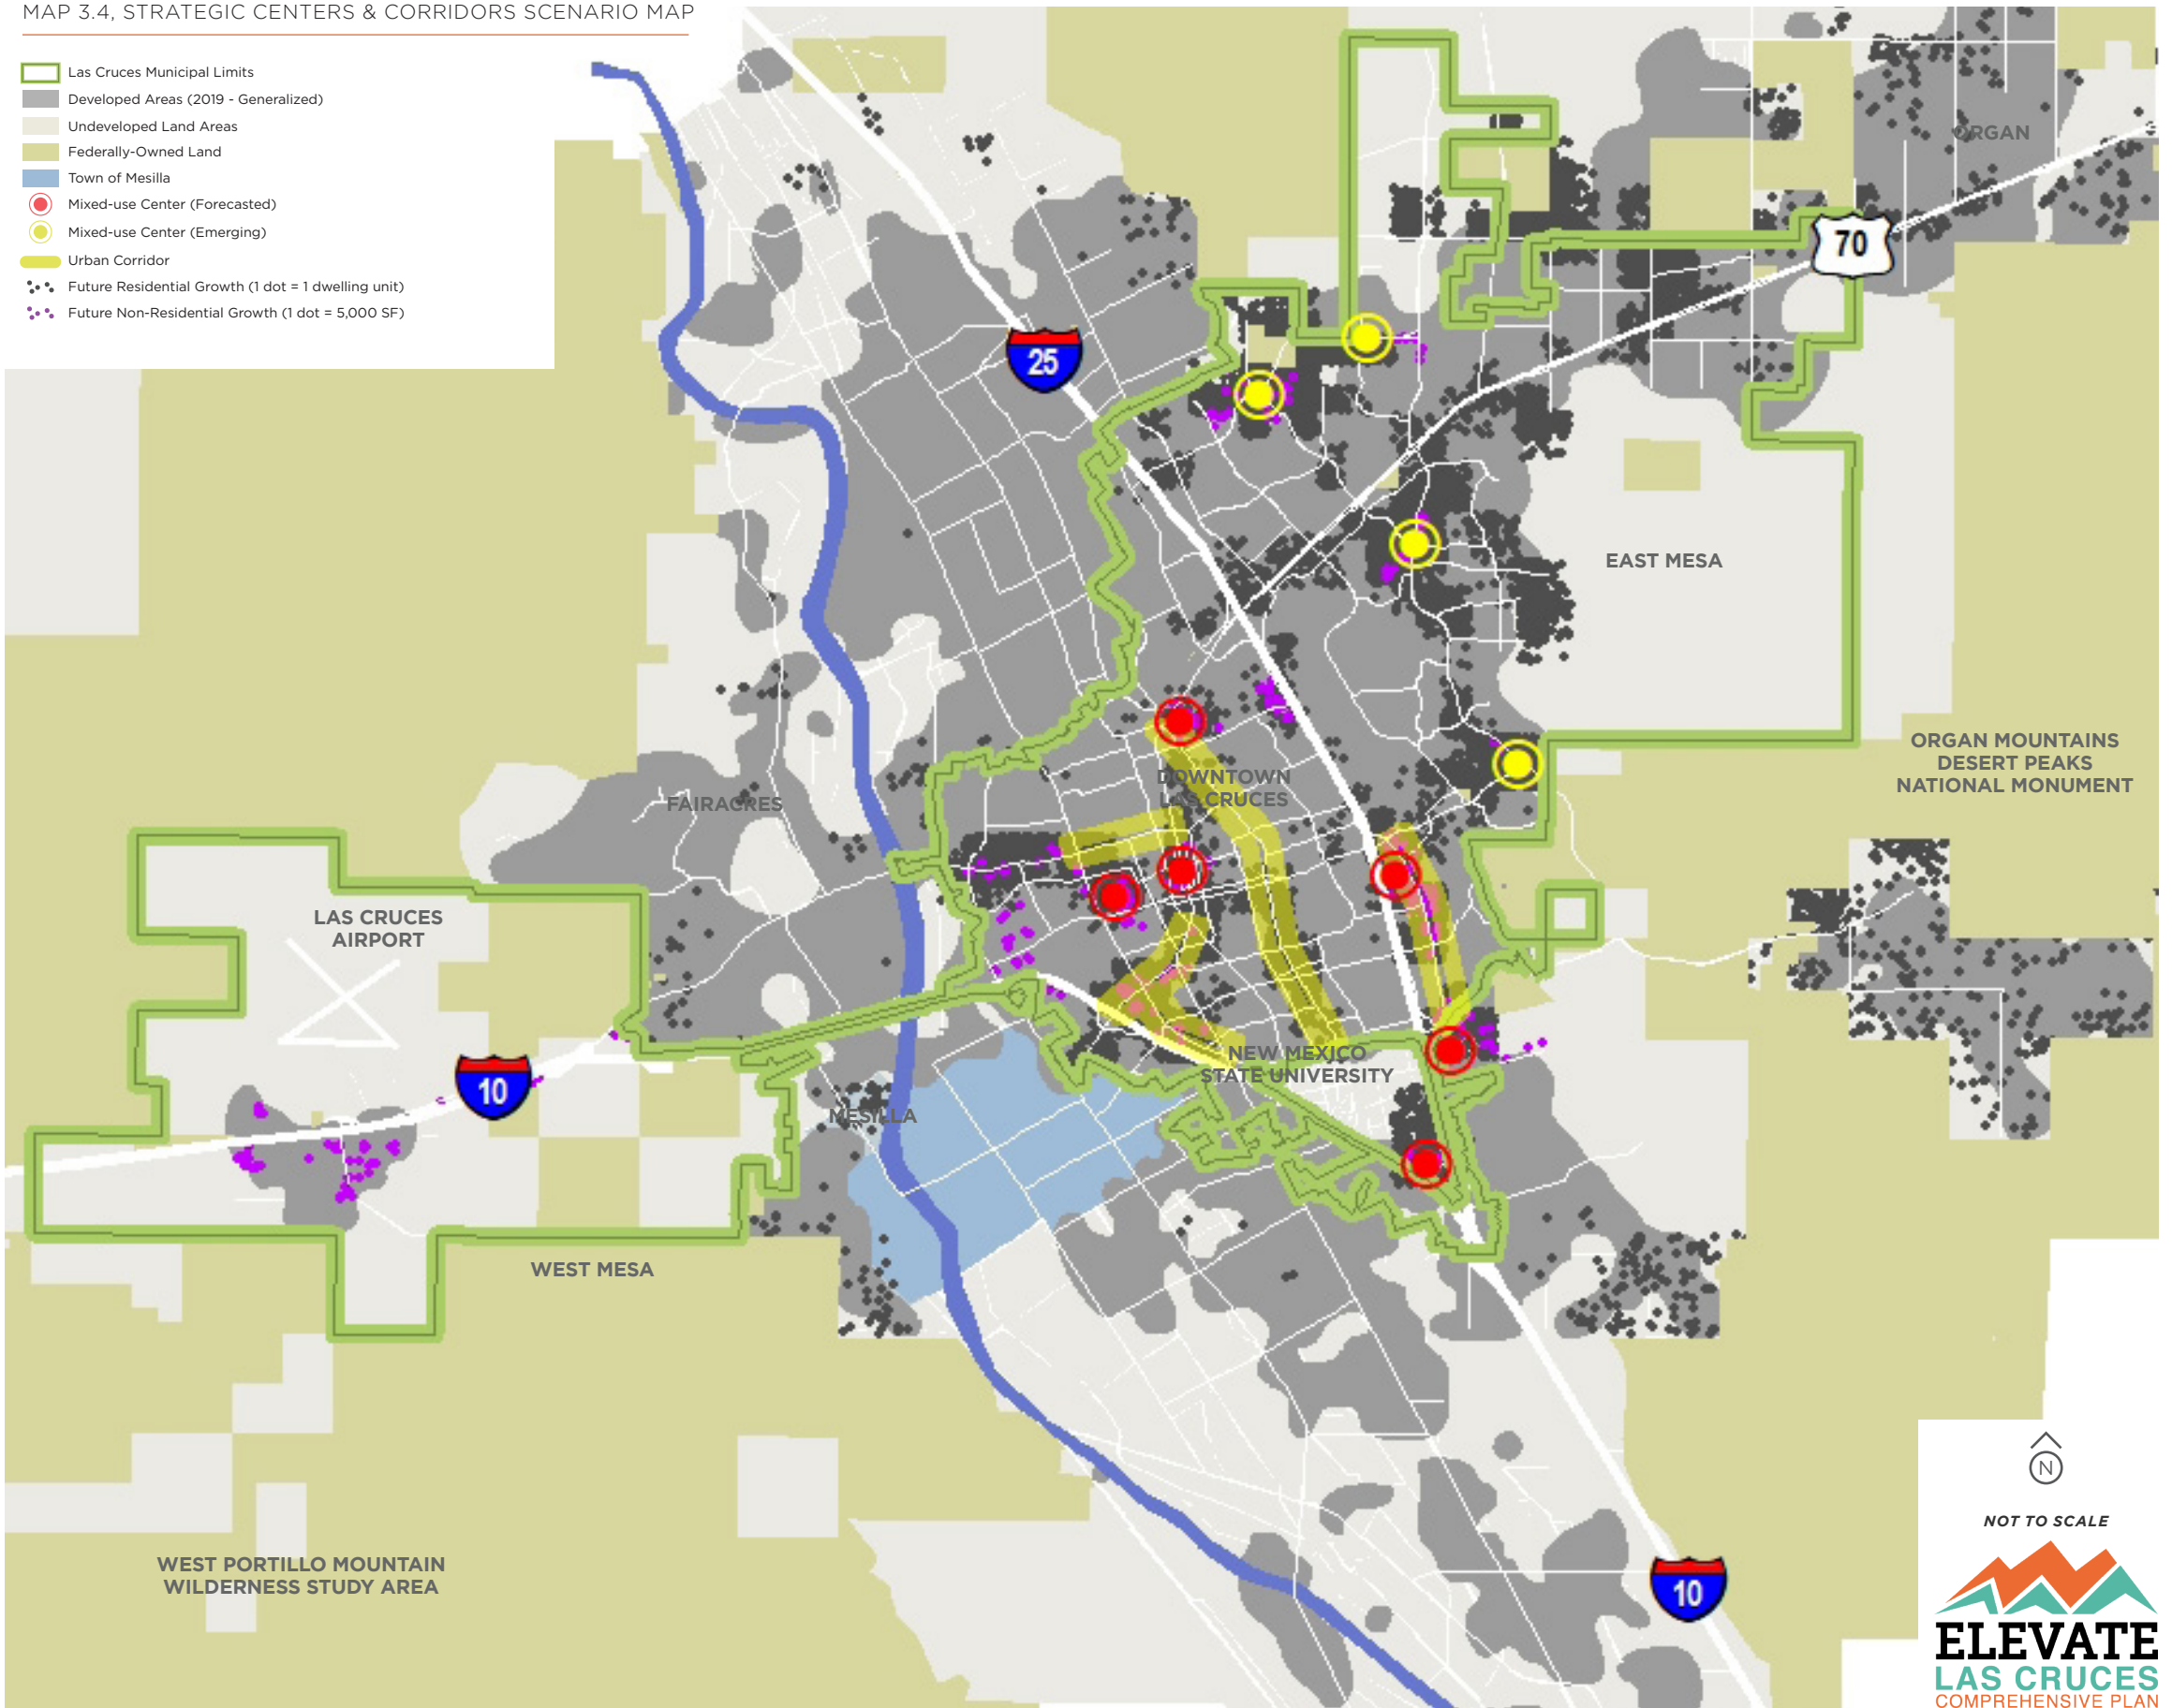 MAP 3.4, STRATEGIC CENTERS & CORRIDORS SCENARIO MAP
Las Cruces Municipal Limits
Developed Areas (2019 - Generalized)
Undeveloped Land Areas
Federally-Owned Land
Town of Mesilla
Mixed-use Center (Forecasted)
Mixed-use Center (Emerging)
Urban Corridor
Future Residential Growth (1 dot = 1 dwelling unit)
Future Non-Residential Growth (1 dot = 5,000 SF)
ORGAN
70
25
EAST MESA
ORGAN MOUNTAINS
DESERT PEAKS
NATIONAL MONUMENT
DOWNTOWN
LAS CRUCES
FAIRACRES
LAS CRUCES
AIRPORT
10
NEW MEXICO
STATE UNIVERSITY
MESILLA
WEST MESA
WEST PORTILLO MOUNTAIN
WILDERNESS STUDY AREA
10
N
NOT TO SCALE
ELEVATE
LAS CRUCES
COMPREHENSIVE PLAN